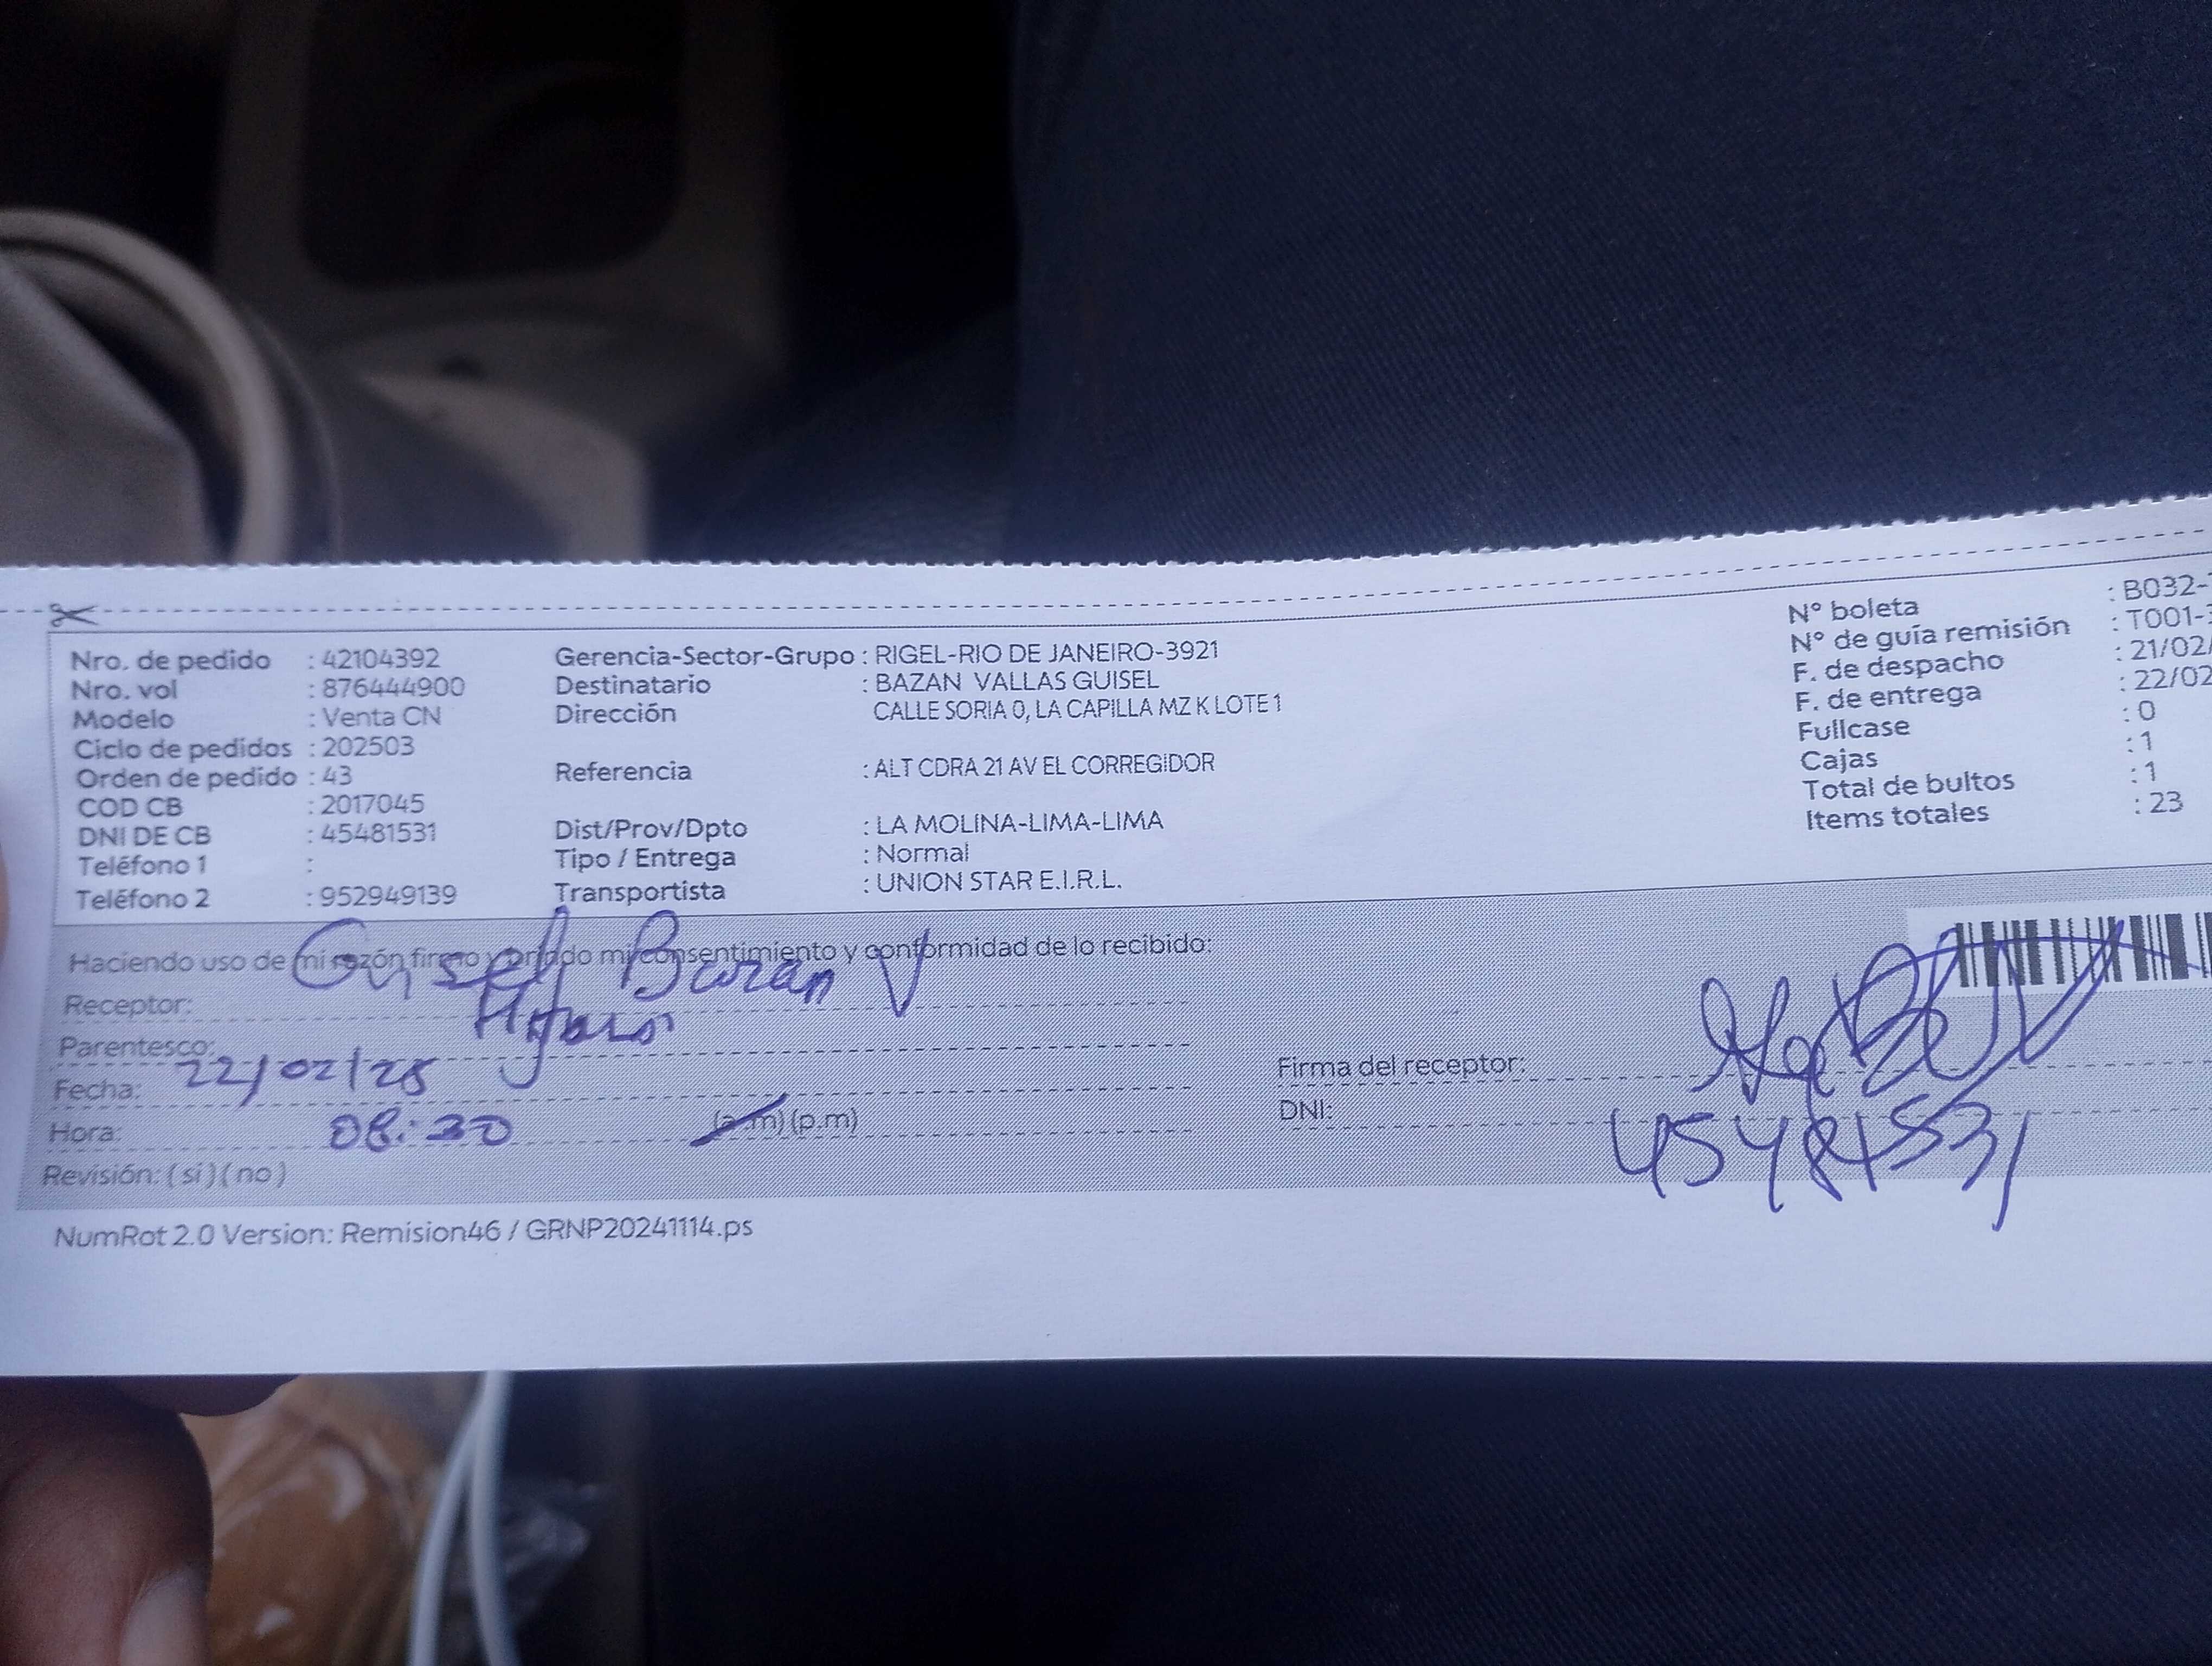 Nro. de pedido : 42104392
Nro. vol : 876444900
Modelo : Venta CN
Ciclo de pedidos : 202503
Orden de pedido : 43
COD CB : 2017045
DNI DE CB : 45481531
Teléfono 1 :
Teléfono 2 : 952949139
Gerencia-Sector-Grupo : RIGEL-RIO DE JANEIRO-3921
Destinatario : BAZAN VALLAS GUISEL
Dirección CALLE SORIA 0, LA CAPILLA MZ K LOTE 1
Referencia : ALT CDRA 21 AV EL CORREGIDOR
Dist/Prov/Dpto : LA MOLINA-LIMA-LIMA
Tipo / Entrega : Normal
Transportista : UNION STAR E.I.R.L.
N° boleta : B032-
N° de guía remisión : T001-
F. de despacho : 21/02/
F. de entrega : 22/02
Fullcase : 0
Cajas : 1
Total de bultos : 1
Items totales : 23
Haciendo uso de mi razón firmo y brindo mi consentimiento y conformidad de lo recibido:
Receptor: Bazan V
Parentesco:
Fecha: 22/02/25
Hora: 08:30 (a.m) (p.m)
Revisión: ( si ) ( no )
Firma del receptor:
DNI: 45481531
NumRot 2.0 Version: Remision46 / GRNP20241114.ps